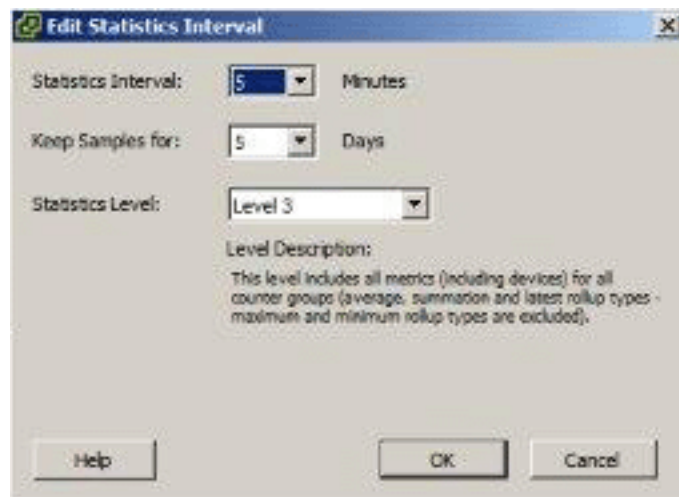 Edit Statistics Interval
Statistics Interval: 5 Minutes
Keep Samples for: 5 Days
Statistics Level: Level 3
Level Description:
This level includes all metrics (including devices) for all
counter groups (average, summation and latest rollup types -
maximum and minimum rollup types are excluded).
Help OK Cancel